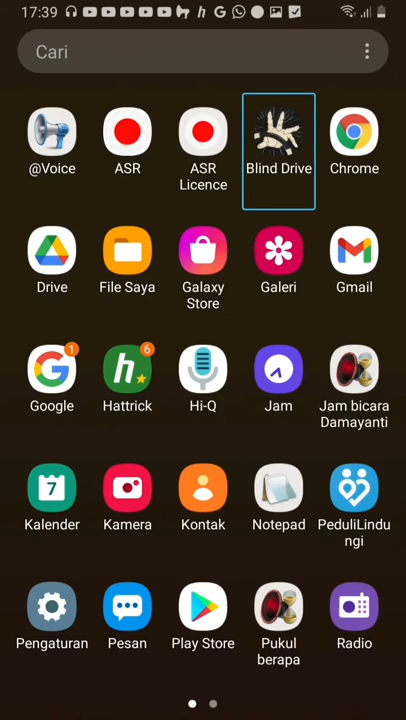 17:39
Cari
@Voice
ASR
ASR
Licence
Blind Drive
Chrome
Drive
File Saya
Galaxy
Store
Galeri
Gmail
1
Google
6
h
Hattrick
Hi-Q
Jam
Jam bicara
Damayanti
7
Kalender
Kamera
Kontak
Notepad
PeduliLindu
ngi
Pengaturan
Pesan
Play Store
Pukul
berapa
Radio